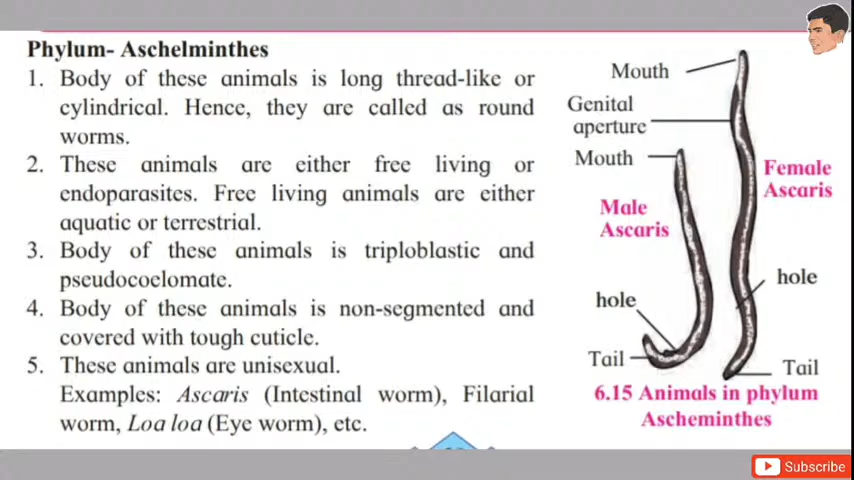 Phylum- Aschelminthes
1. Body of these animals is long thread-like or
cylindrical. Hence, they are called as round
worms.
2. These animals are either free living or
endoparasites. Free living animals are either
aquatic or terrestrial.
3. Body of these animals is triploblastic and
pseudocoelomate.
4. Body of these animals is non-segmented and
covered with tough cuticle.
5. These animals are unisexual.
Examples: Ascaris (Intestinal worm), Filarial
worm, Loa loa (Eye worm), etc.
Mouth
Genital
aperture
Mouth
Female
Ascaris
Male
Ascaris
hole
hole
Tail
Tail
6.15 Animals in phylum
Ascheminthes
Subscribe